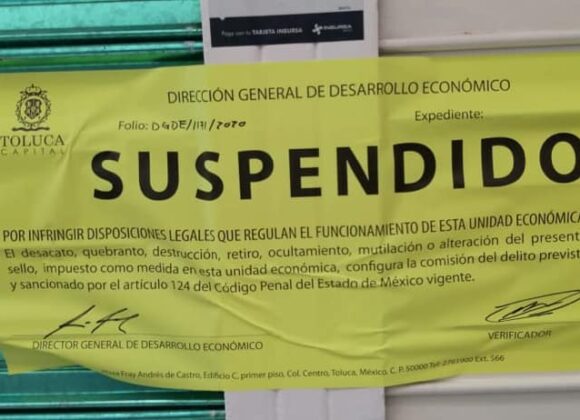 Paga con tu TARJETA INBURSA
INBURSA
DIRECCIÓN GENERAL DE DESARROLLO ECONÓMICO
TOLUCA
CAPITAL
Folio: DGDE/1171/2020
Expediente:
SUSPENDIDO
POR INFRINGIR DISPOSICIONES LEGALES QUE REGULAN EL FUNCIONAMIENTO DE ESTA UNIDAD ECONÓMICA
El desacato, quebranto, destrucción, retiro, ocultamiento, mutilación o alteración del present
sello, impuesto como medida en esta unidad económica, configura la comisión del delito previst
y sancionado por el artículo 124 del Código Penal del Estado de México vigente.
DIRECTOR GENERAL DE DESARROLLO ECONÓMICO
VERIFICADOR
Fray Andrés de Castro, Edificio C, primer piso, Col. Centro, Toluca, México. C. P. 50000 Tel: 2761900 Ext. 566